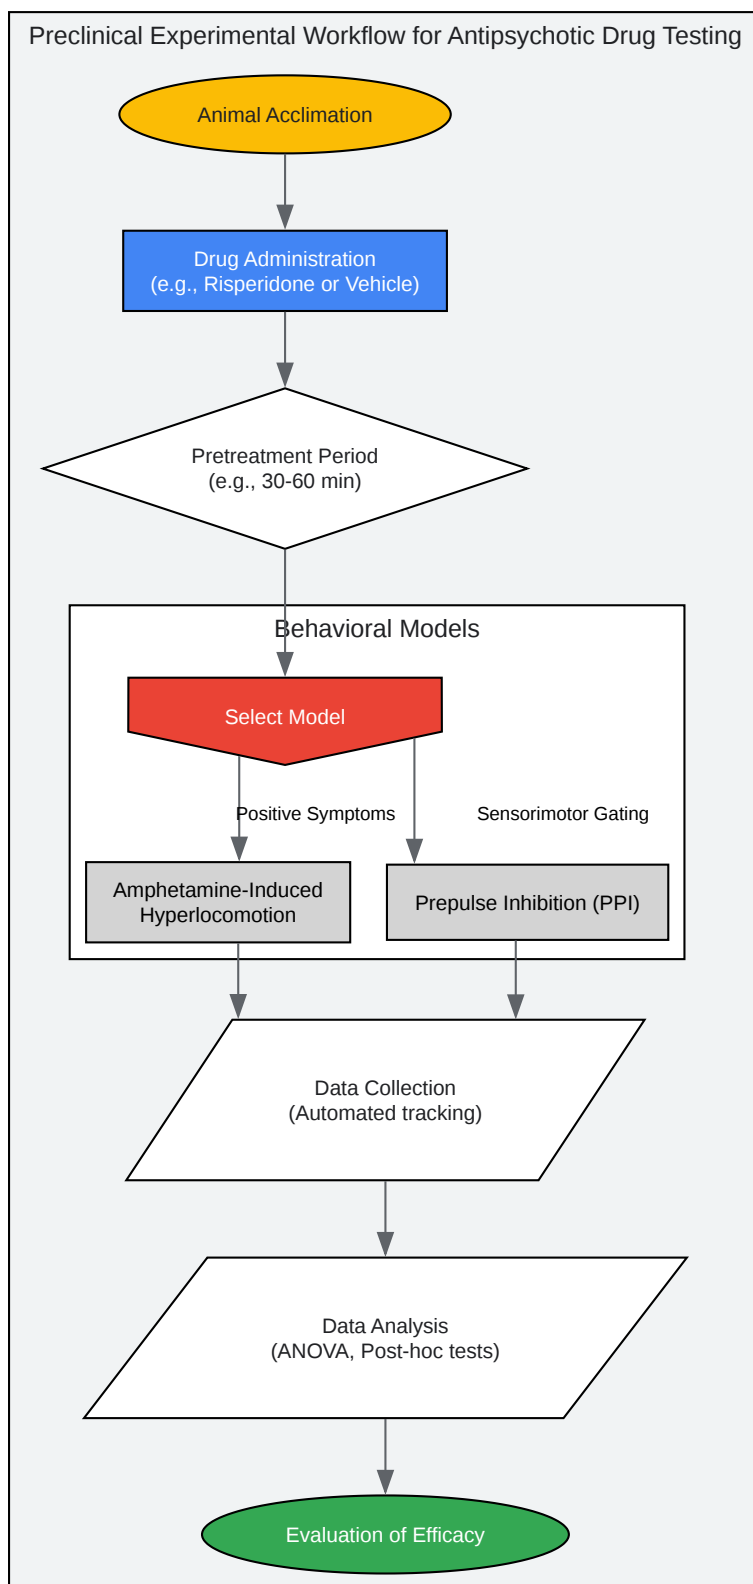 Preclinical Experimental Workflow for Antipsychotic Drug Testing
Animal Acclimation
Drug Administration
(e.g., Risperidone or Vehicle)
Pretreatment Period
(e.g., 30-60 min)
Behavioral Models
Select Model
Positive Symptoms
Sensorimotor Gating
Amphetamine-Induced
Hyperlocomotion
Prepulse Inhibition (PPI)
Data Collection
(Automated tracking)
Data Analysis
(ANOVA, Post-hoc tests)
Evaluation of Efficacy